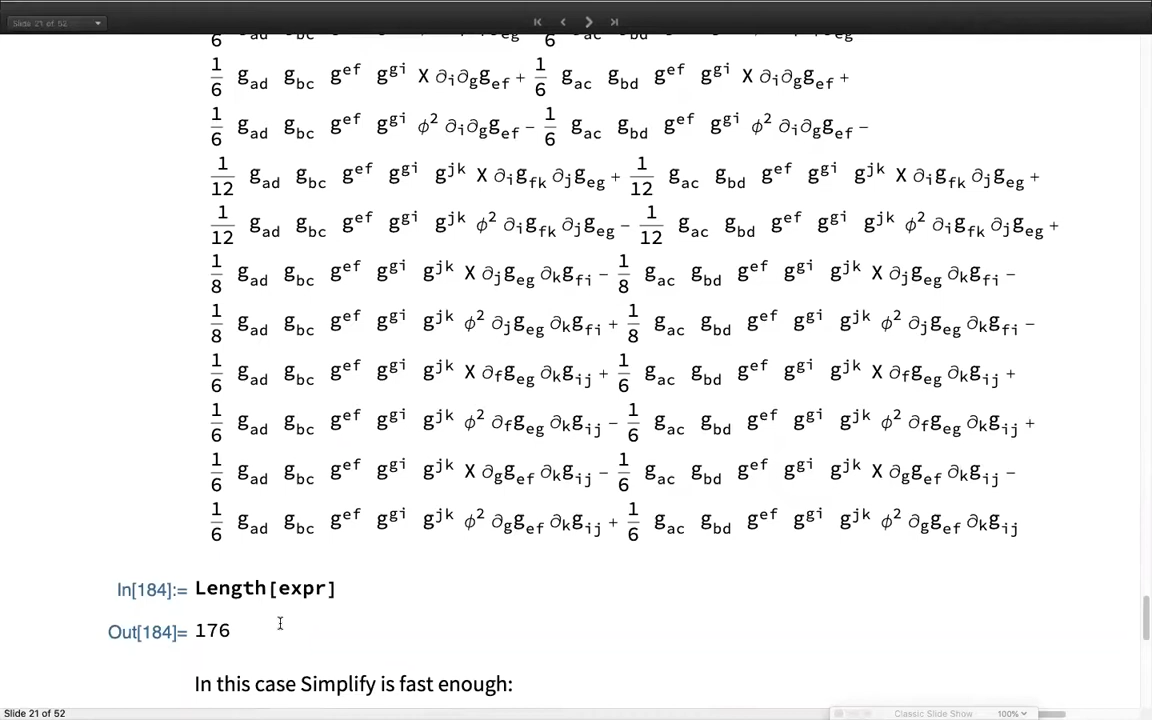 Slide 21 of 52
1/6 g_ad g_bc g^ef g^gi X ∂_i∂_g g_ef + 1/6 g_ac g_bd g^ef g^gi X ∂_i∂_g g_ef +
1/6 g_ad g_bc g^ef g^gi ϕ² ∂_i∂_g g_ef − 1/6 g_ac g_bd g^ef g^gi ϕ² ∂_i∂_g g_ef −
1/12 g_ad g_bc g^ef g^gi g^jk X ∂_i g_fk ∂_j g_eg + 1/12 g_ac g_bd g^ef g^gi g^jk X ∂_i g_fk ∂_j g_eg +
1/12 g_ad g_bc g^ef g^gi g^jk ϕ² ∂_i g_fk ∂_j g_eg − 1/12 g_ac g_bd g^ef g^gi g^jk ϕ² ∂_i g_fk ∂_j g_eg +
1/8 g_ad g_bc g^ef g^gi g^jk X ∂_j g_eg ∂_k g_fi − 1/8 g_ac g_bd g^ef g^gi g^jk X ∂_j g_eg ∂_k g_fi −
1/8 g_ad g_bc g^ef g^gi g^jk ϕ² ∂_j g_eg ∂_k g_fi + 1/8 g_ac g_bd g^ef g^gi g^jk ϕ² ∂_j g_eg ∂_k g_fi −
1/6 g_ad g_bc g^ef g^gi g^jk X ∂_f g_eg ∂_k g_ij + 1/6 g_ac g_bd g^ef g^gi g^jk X ∂_f g_eg ∂_k g_ij +
1/6 g_ad g_bc g^ef g^gi g^jk ϕ² ∂_f g_eg ∂_k g_ij − 1/6 g_ac g_bd g^ef g^gi g^jk ϕ² ∂_f g_eg ∂_k g_ij +
1/6 g_ad g_bc g^ef g^gi g^jk X ∂_g g_ef ∂_k g_ij − 1/6 g_ac g_bd g^ef g^gi g^jk X ∂_g g_ef ∂_k g_ij −
1/6 g_ad g_bc g^ef g^gi g^jk ϕ² ∂_g g_ef ∂_k g_ij + 1/6 g_ac g_bd g^ef g^gi g^jk ϕ² ∂_g g_ef ∂_k g_ij
In[184]:= Length[expr]
Out[184]= 176
In this case Simplify is fast enough:
Slide 21 of 52
Classic Slide Show 100%